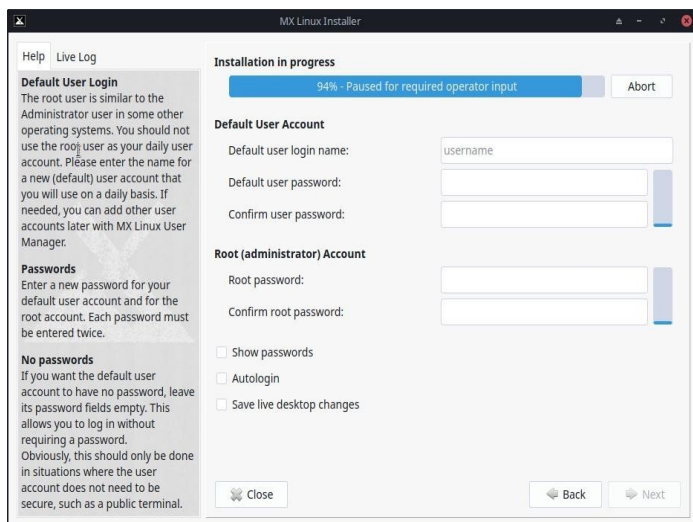 MX Linux Installer
Help
Live Log
Default User Login
The root user is similar to the
Administrator user in some other
operating systems. You should not
use the root user as your daily user
account. Please enter the name for
a new (default) user account that
you will use on a daily basis. If
needed, you can add other user
accounts later with MX Linux User
Manager.
Passwords
Enter a new password for your
default user account and for the
root account. Each password must
be entered twice.
No passwords
If you want the default user
account to have no password, leave
its password fields empty. This
allows you to log in without
requiring a password.
Obviously, this should only be done
in situations where the user
account does not need to be
secure, such as a public terminal.
Installation in progress
94% - Paused for required operator input
Abort
Default User Account
Default user login name:
username
Default user password:
Confirm user password:
Root (administrator) Account
Root password:
Confirm root password:
Show passwords
Autologin
Save live desktop changes
Close
Back
Next